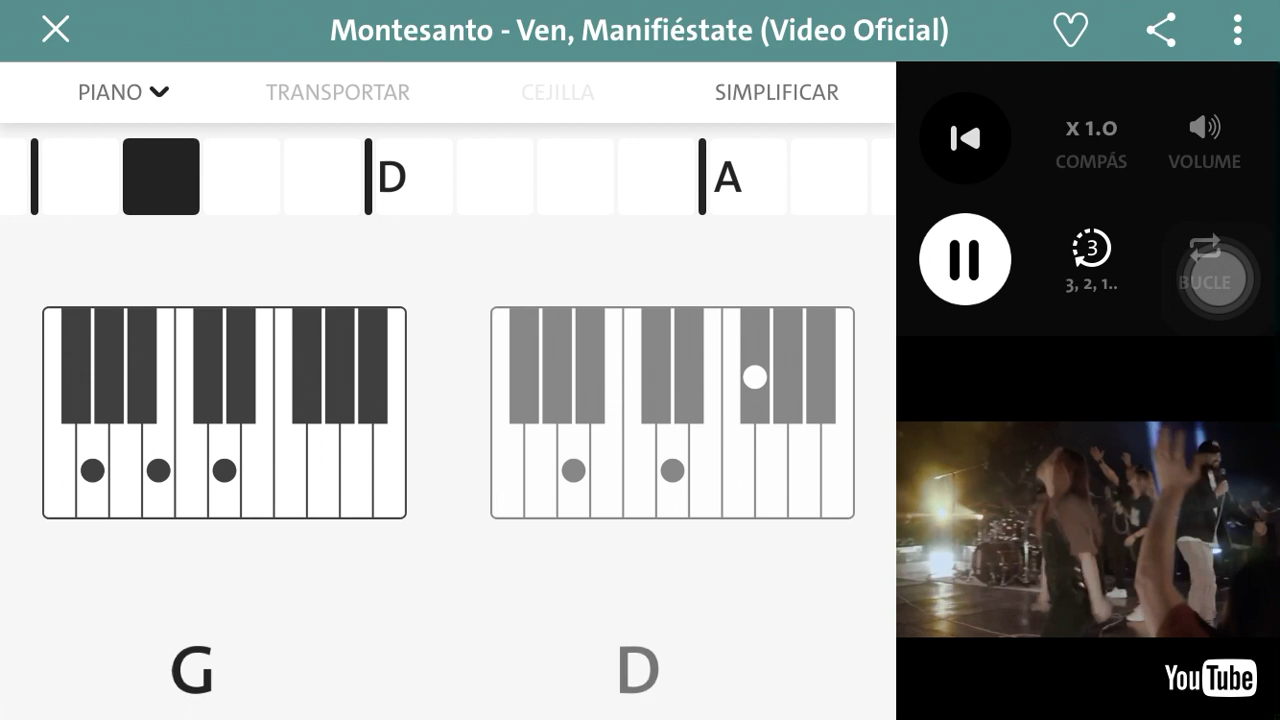 Montesanto - Ven, Manifiéstate (Video Oficial)
PIANO
TRANSPORTAR
CEJILLA
SIMPLIFICAR
D
A
X 1.0
COMPÁS
VOLUME
3
3, 2, 1..
BUCLE
G
D
YouTube